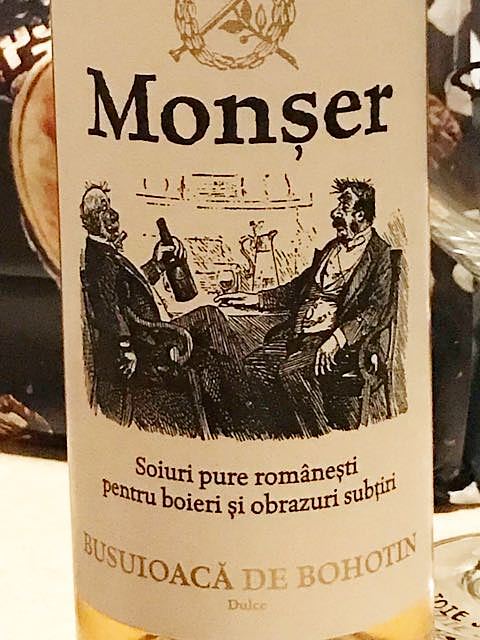 Monșer
Soiuri pure românești
pentru boieri și obrazuri subțiri
BUSUIOACĂ DE BOHOTIN
Dulce